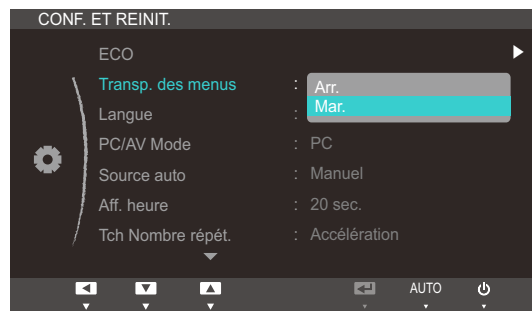 CONF. ET REINIT.
ECO
Transp. des menus : Arr.
Mar.
Langue :
PC/AV Mode : PC
Source auto : Manuel
Aff. heure : 20 sec.
Tch Nombre répét. : Accélération
AUTO